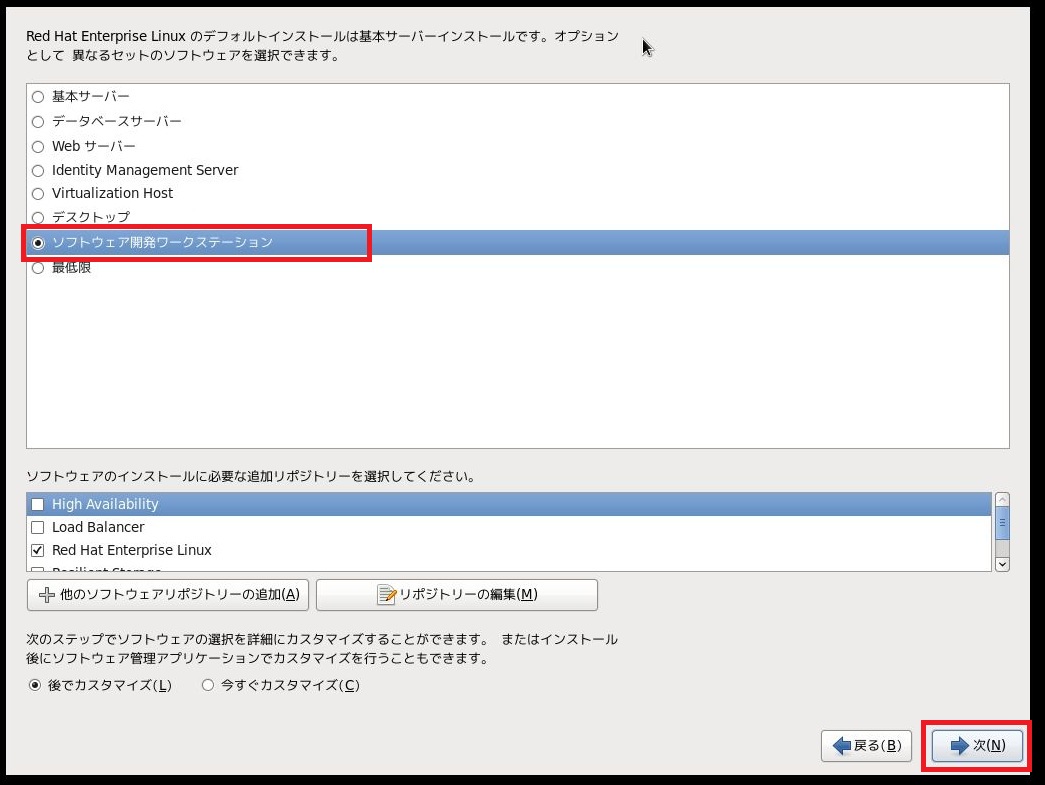 Red Hat Enterprise Linux のデフォルトインストールは基本サーバーインストールです。オプション
として 異なるセットのソフトウェアを選択できます。
基本サーバー
データベースサーバー
Web サーバー
Identity Management Server
Virtualization Host
デスクトップ
ソフトウェア開発ワークステーション
最低限
ソフトウェアのインストールに必要な追加リポジトリーを選択してください。
High Availability
Load Balancer
Red Hat Enterprise Linux
Resilient Storage
他のソフトウェアリポジトリーの追加(A) リポジトリーの編集(M)
次のステップでソフトウェアの選択を詳細にカスタマイズすることができます。 またはインストール
後にソフトウェア管理アプリケーションでカスタマイズを行うこともできます。
後でカスタマイズ(L) 今すぐカスタマイズ(C)
戻る(B) 次(N)